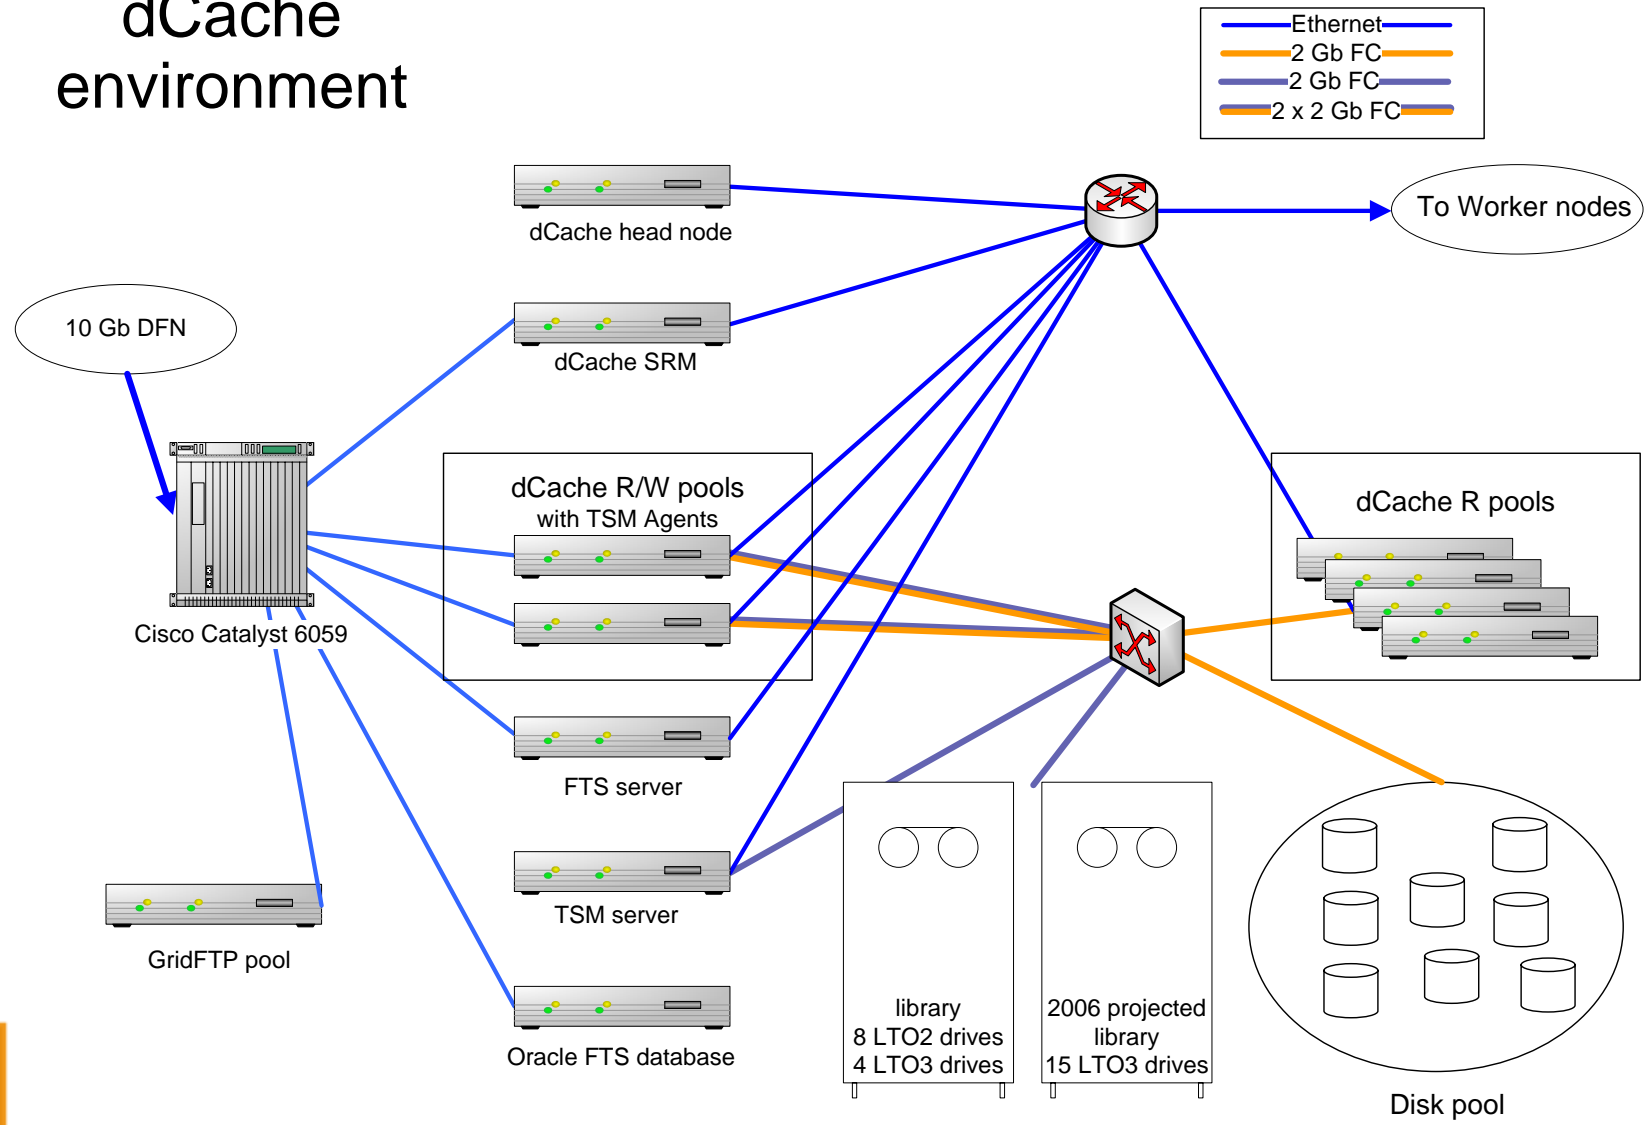 dCache
environment
Ethernet
2 Gb FC
2 Gb FC
2 x 2 Gb FC
dCache head node
To Worker nodes
10 Gb DFN
dCache SRM
dCache R/W pools
with TSM Agents
dCache R pools
Cisco Catalyst 6059
FTS server
TSM server
GridFTP pool
Oracle FTS database
library
8 LTO2 drives
4 LTO3 drives
2006 projected
library
15 LTO3 drives
Disk pool